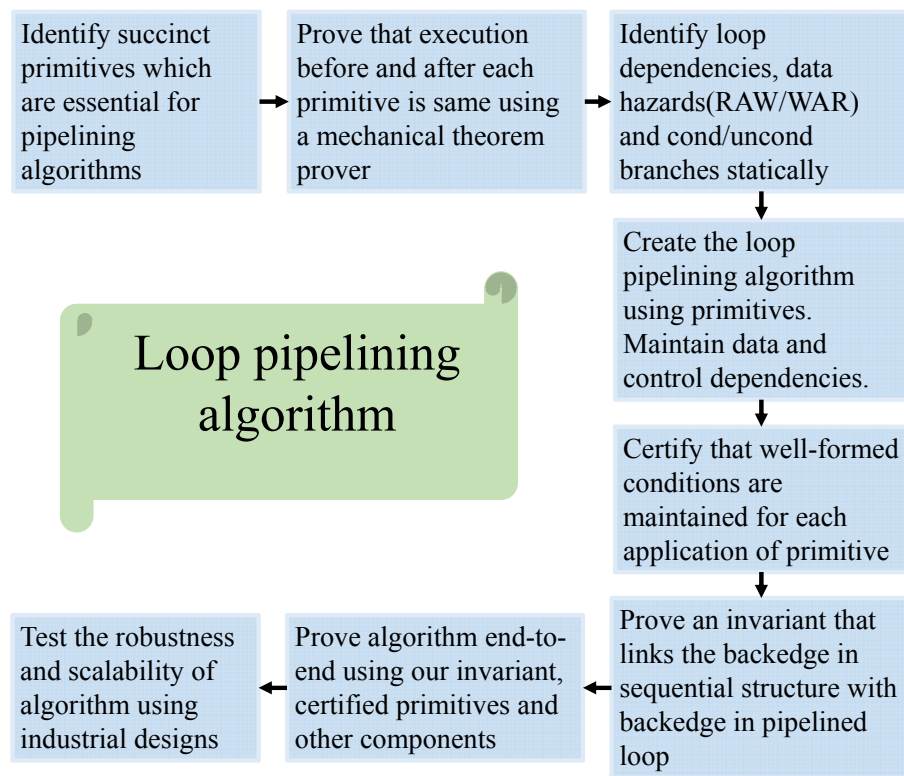 Identify succinct
primitives which
are essential for
pipelining
algorithms
Prove that execution
before and after each
primitive is same using
a mechanical theorem
prover
Identify loop
dependencies, data
hazards(RAW/WAR)
and cond/uncond
branches statically
Create the loop
pipelining algorithm
using primitives.
Maintain data and
control dependencies.
Loop pipelining
algorithm
Certify that well-formed
conditions are
maintained for each
application of primitive
Prove an invariant that
links the backedge in
sequential structure with
backedge in pipelined
loop
Prove algorithm end-to-
end using our invariant,
certified primitives and
other components
Test the robustness
and scalability of
algorithm using
industrial designs